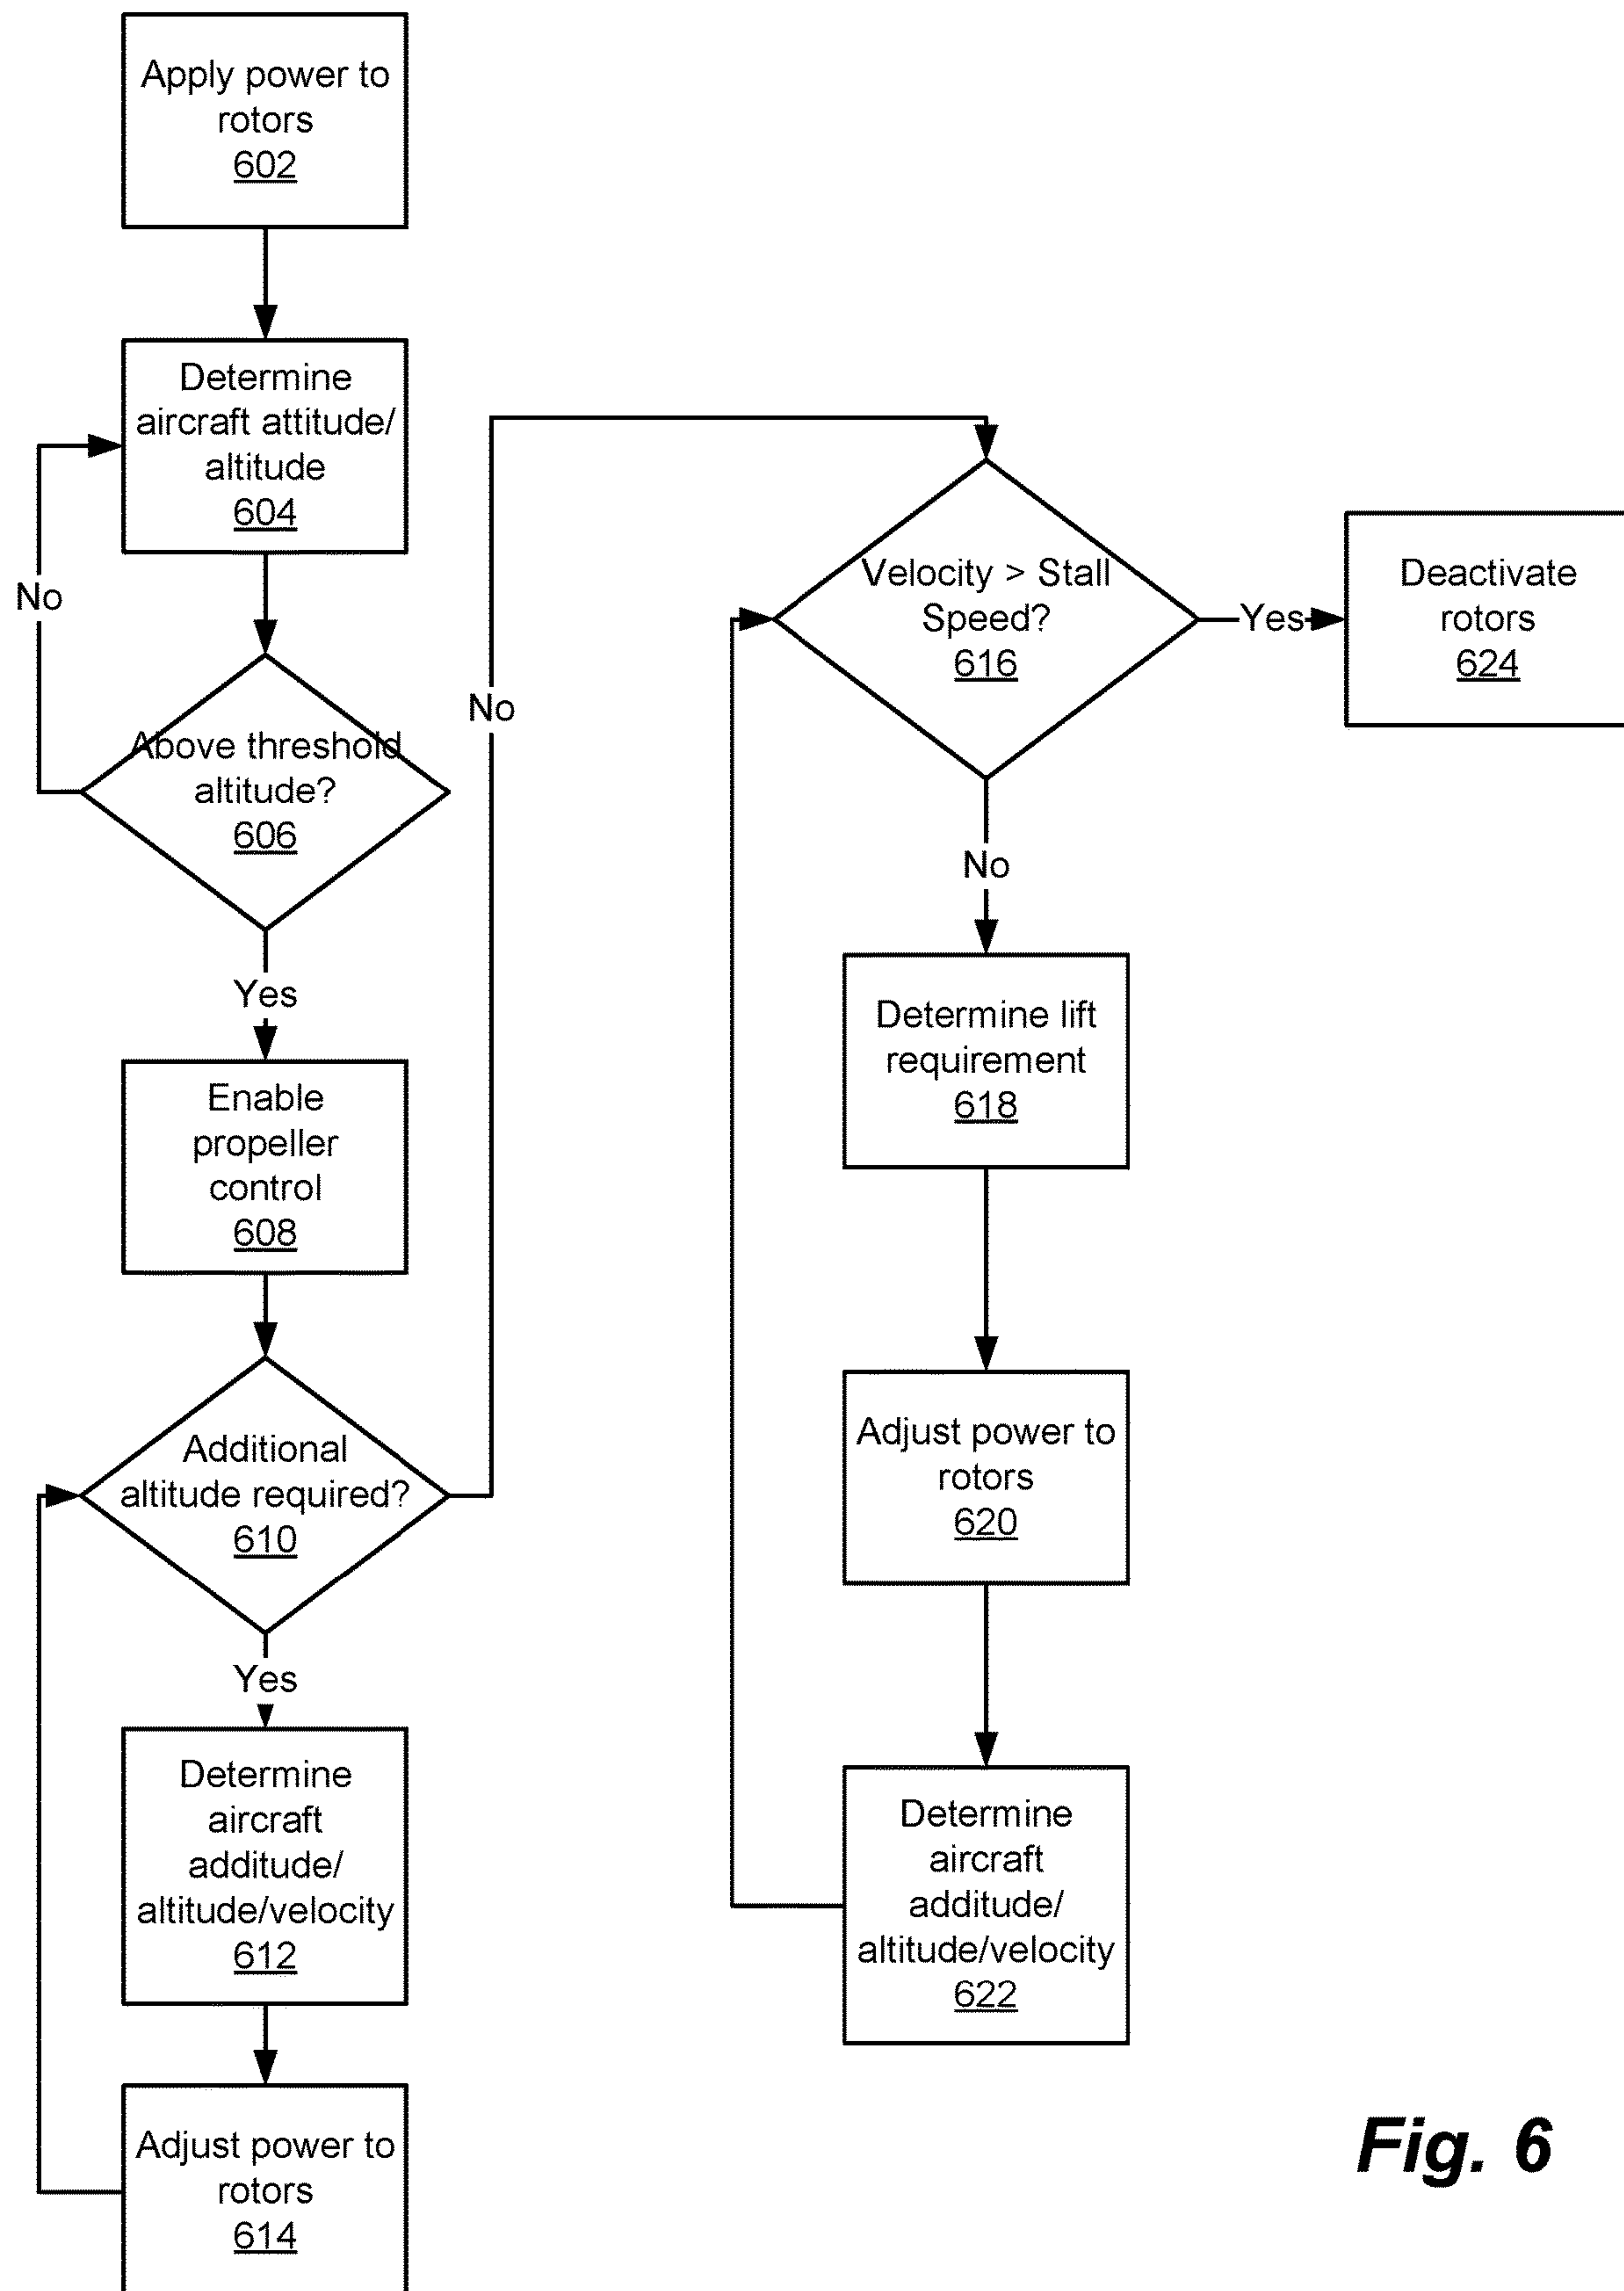 Apply power to
rotors
602
Determine
aircraft attitude/
altitude
604
No
Above threshold
altitude?
606
Yes
Enable
propeller
control
608
Additional
altitude required?
610
No
Yes
Determine
aircraft
additude/
altitude/velocity
612
Adjust power to
rotors
614
Velocity > Stall
Speed?
616
Yes
Deactivate
rotors
624
No
Determine lift
requirement
618
Adjust power to
rotors
620
Determine
aircraft
additude/
altitude/velocity
622
Fig. 6